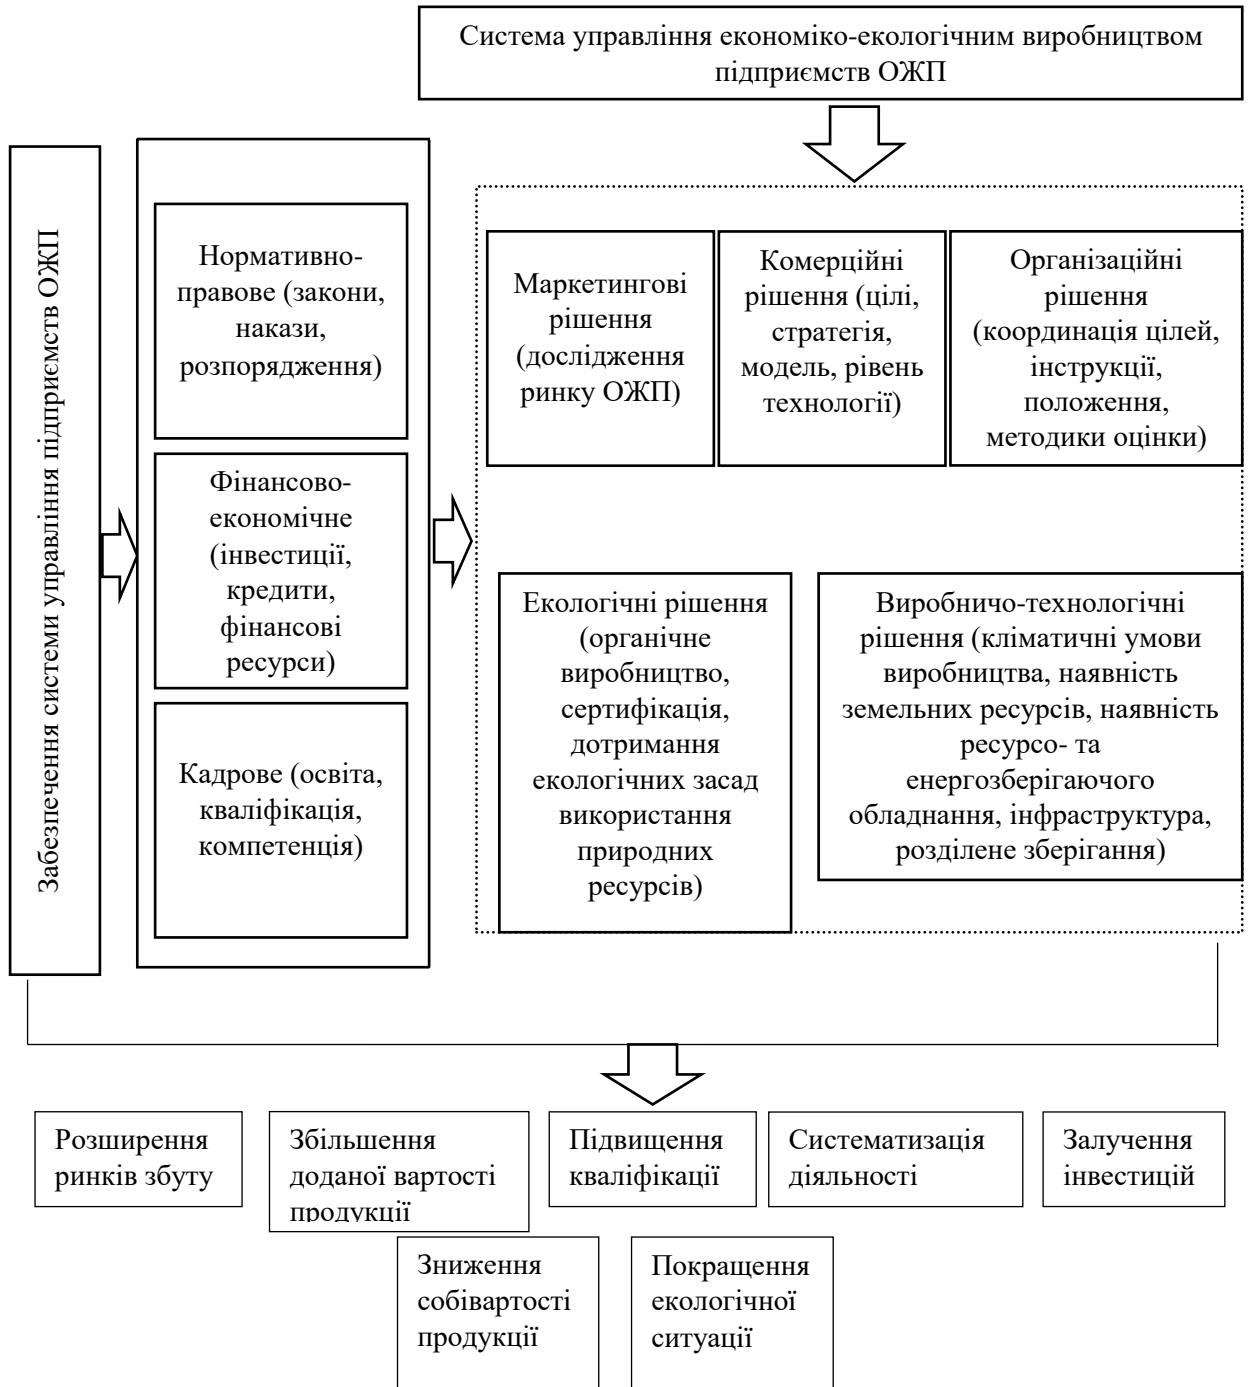 Система управління економіко-екологічним виробництвом
підприємств ОЖП
Забезпечення системи управління підприємств ОЖП
Нормативно-
правове (закони,
накази,
розпорядження)
Фінансово-
економічне
(інвестиції,
кредити,
фінансові
ресурси)
Кадрове (освіта,
кваліфікація,
компетенція)
Маркетингові
рішення
(дослідження
ринку ОЖП)
Комерційні
рішення (цілі,
стратегія,
модель, рівень
технології)
Організаційні
рішення
(координація цілей,
інструкції,
положення,
методики оцінки)
Екологічні рішення
(органічне
виробництво,
сертифікація,
дотримання
екологічних засад
використання
природних
ресурсів)
Виробничо-технологічні
рішення (кліматичні умови
виробництва, наявність
земельних ресурсів, наявність
ресурсо- та
енергозберігаючого
обладнання, інфраструктура,
розділене зберігання)
Розширення
ринків збуту
Збільшення
доданої вартості
продукції
Підвищення
кваліфікації
Систематизація
діяльності
Залучення
інвестицій
Зниження
собівартості
продукції
Покращення
екологічної
ситуації